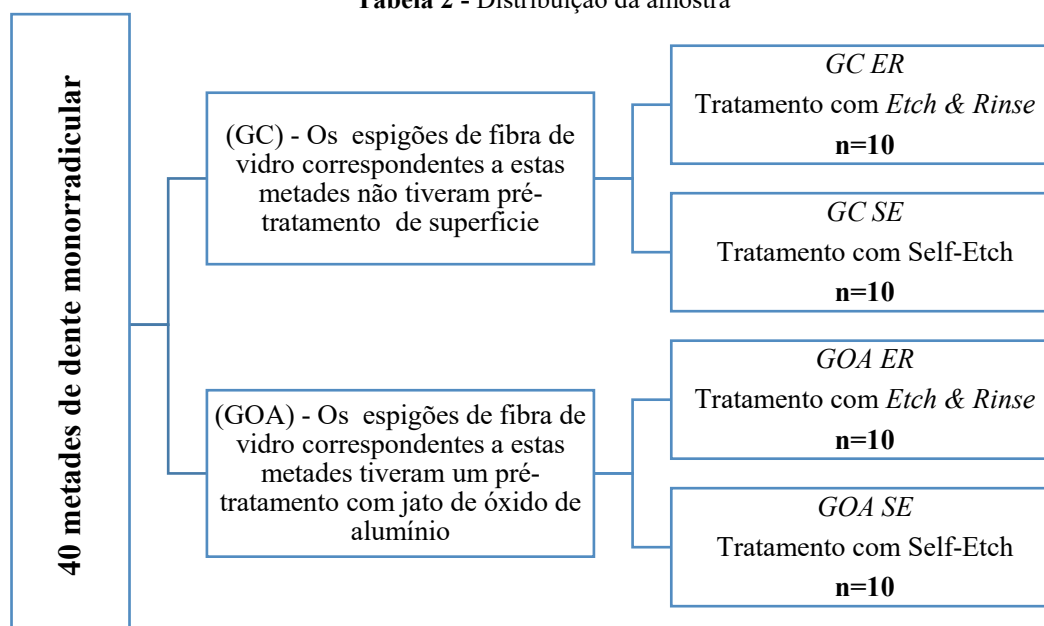 Tabela 2 - Distribuição da amostra
40 metades de dente monorradicular
(GC) - Os espigões de fibra de
vidro correspondentes a estas
metades não tiveram pré-
tratamento de superficie
GC ER
Tratamento com Etch & Rinse
n=10
GC SE
Tratamento com Self-Etch
n=10
(GOA) - Os espigões de fibra de
vidro correspondentes a estas
metades tiveram um pré-
tratamento com jato de óxido de
alumínio
GOA ER
Tratamento com Etch & Rinse
n=10
GOA SE
Tratamento com Self-Etch
n=10